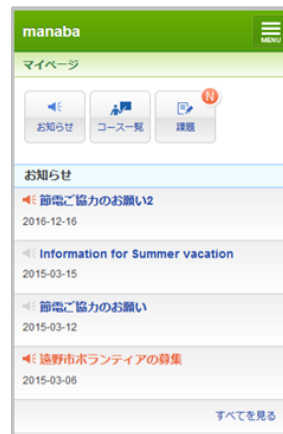 manaba
MENU
マイページ
N
お知らせ
コース一覧
課題
お知らせ
節電ご協力のお願い2
2016-12-16
Information for Summer vacation
2015-03-15
節電ご協力のお願い
2015-03-12
遠野市ボランティアの募集
2015-03-06
すべてを見る